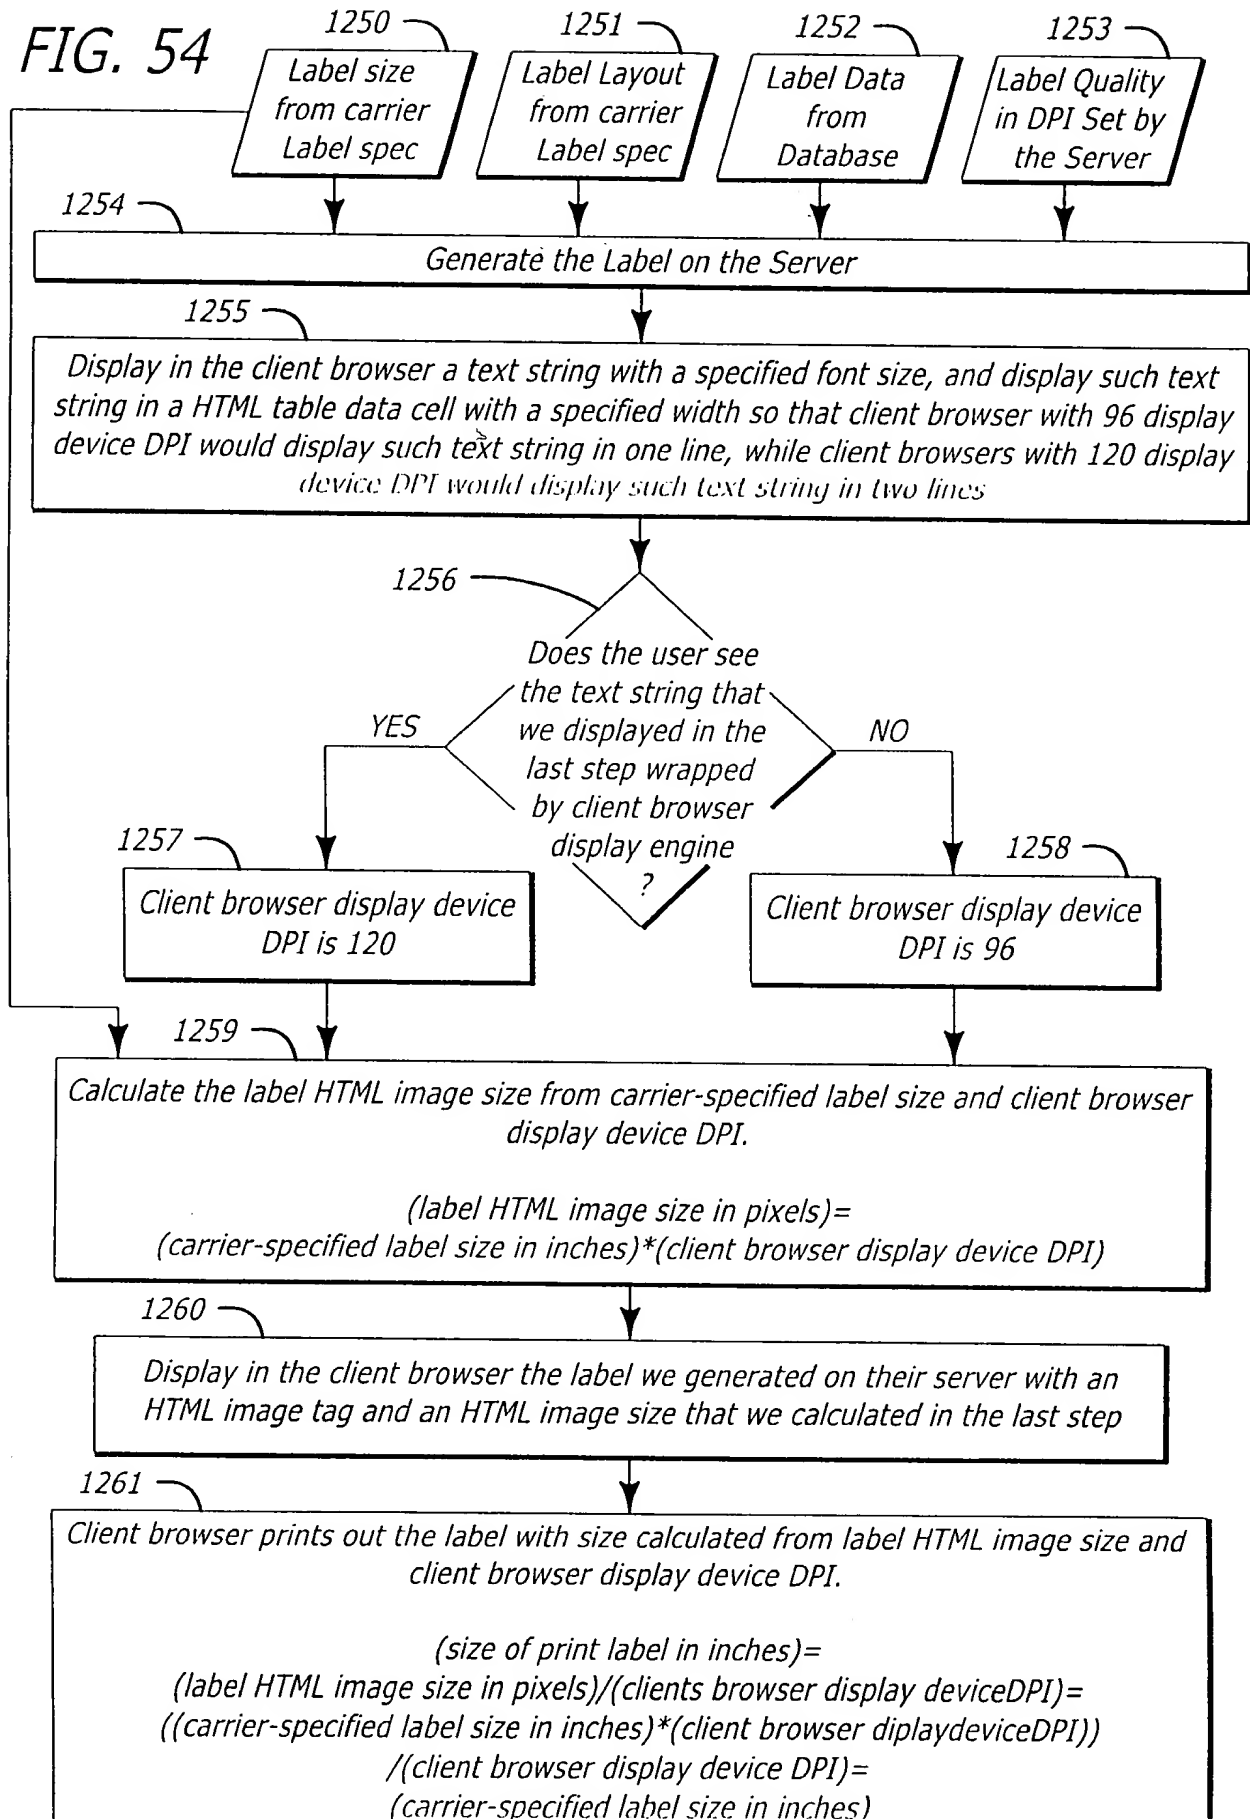 FIG. 54
1250
Label size
from carrier
Label spec
1251
Label Layout
from carrier
Label spec
1252
Label Data
from
Database
1253
Label Quality
in DPI Set by
the Server
1254
Generate the Label on the Server
1255
Display in the client browser a text string with a specified font size, and display such text
string in a HTML table data cell with a specified width so that client browser with 96 display
device DPI would display such text string in one line, while client browsers with 120 display
device DPI would display such text string in two lines
1256
Does the user see
the text string that
we displayed in the
last step wrapped
by client browser
display engine
?
YES
NO
1257
Client browser display device
DPI is 120
1258
Client browser display device
DPI is 96
1259
Calculate the label HTML image size from carrier-specified label size and client browser
display device DPI.
(label HTML image size in pixels)=
(carrier-specified label size in inches)*(client browser display device DPI)
1260
Display in the client browser the label we generated on their server with an
HTML image tag and an HTML image size that we calculated in the last step
1261
Client browser prints out the label with size calculated from label HTML image size and
client browser display device DPI.
(size of print label in inches)=
(label HTML image size in pixels)/(clients browser display deviceDPI)=
((carrier-specified label size in inches)*(client browser diplaydeviceDPI))
/(client browser display device DPI)=
(carrier-specified label size in inches)